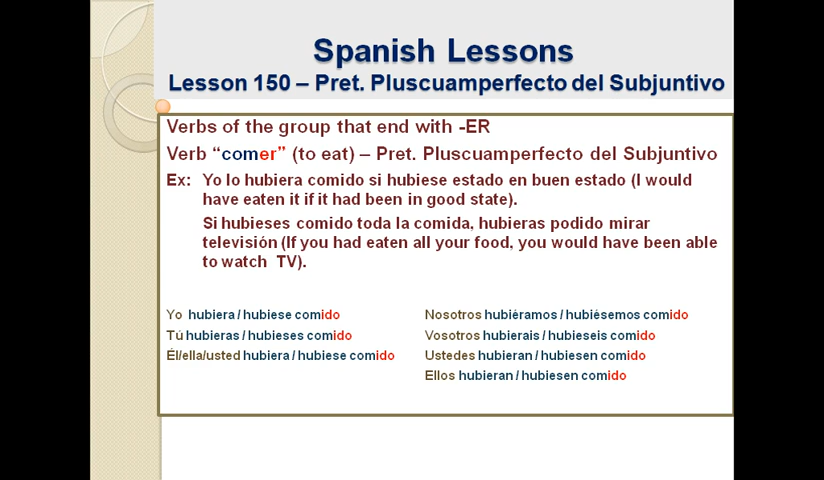 Spanish Lessons
Lesson 150 – Pret. Pluscuamperfecto del Subjuntivo
Verbs of the group that end with -ER
Verb “comer” (to eat) – Pret. Pluscuamperfecto del Subjuntivo
Ex: Yo lo hubiera comido si hubiese estado en buen estado (I would
have eaten it if it had been in good state).
Si hubieses comido toda la comida, hubieras podido mirar
televisión (If you had eaten all your food, you would have been able
to watch TV).
Yo hubiera / hubiese comido
Tú hubieras / hubieses comido
Él/ella/usted hubiera / hubiese comido
Nosotros hubiéramos / hubiésemos comido
Vosotros hubierais / hubieseis comido
Ustedes hubieran / hubiesen comido
Ellos hubieran / hubiesen comido